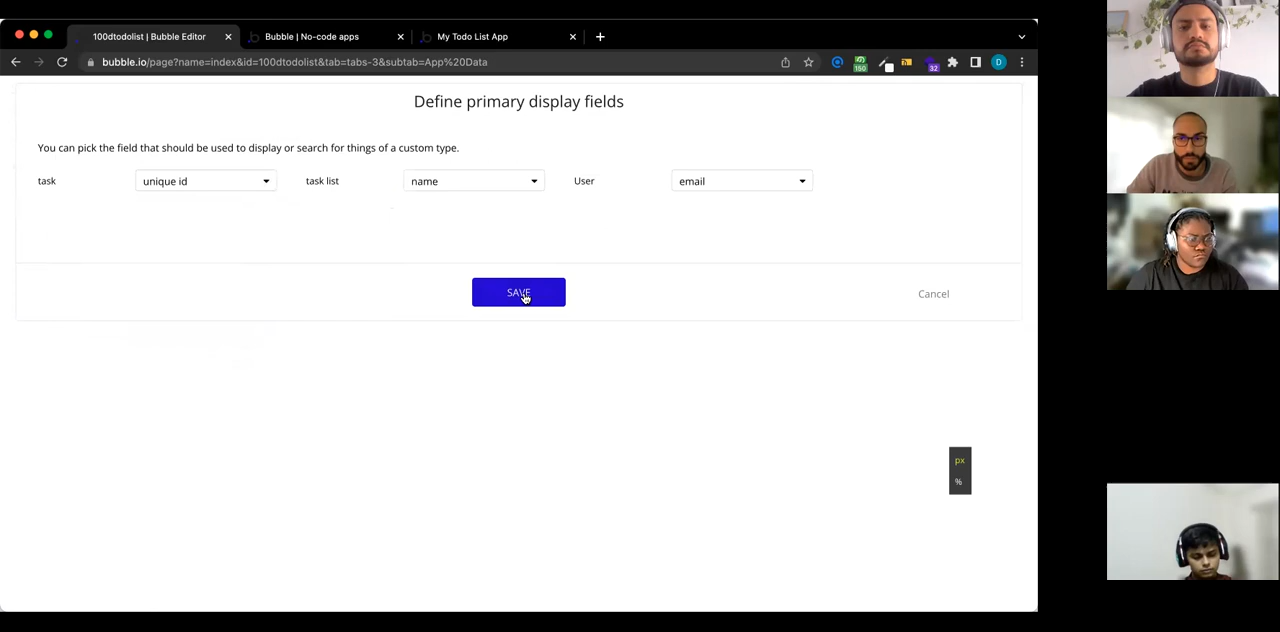 100dtodolist | Bubble Editor
Bubble | No-code apps
My Todo List App
bubble.io/page?name=index&id=100dtodolist&tab=tabs-3&subtab=App%20Data
150
32
D
Define primary display fields
You can pick the field that should be used to display or search for things of a custom type.
task unique id task list name User email
SAVE
Cancel
px
%